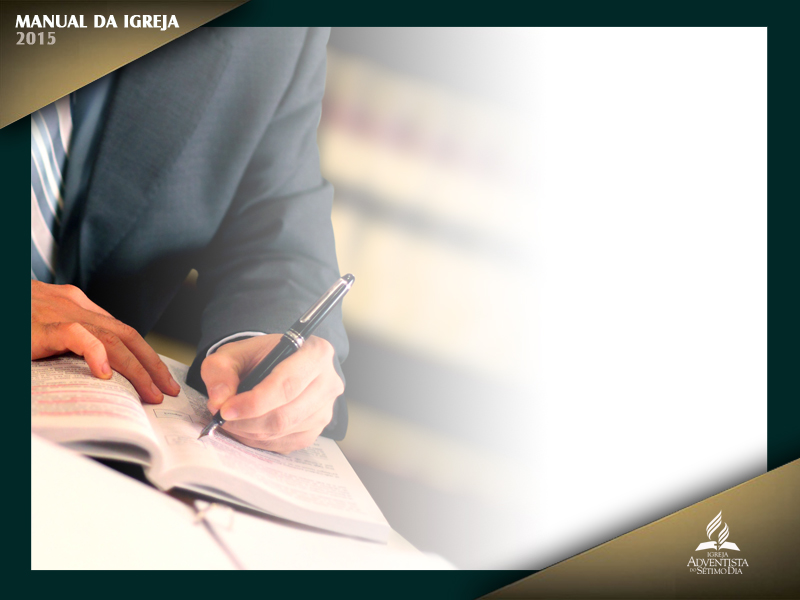 MANUAL DA IGREJA
2015
IGREJA
ADVENTISTA
DO SÉTIMO DIA